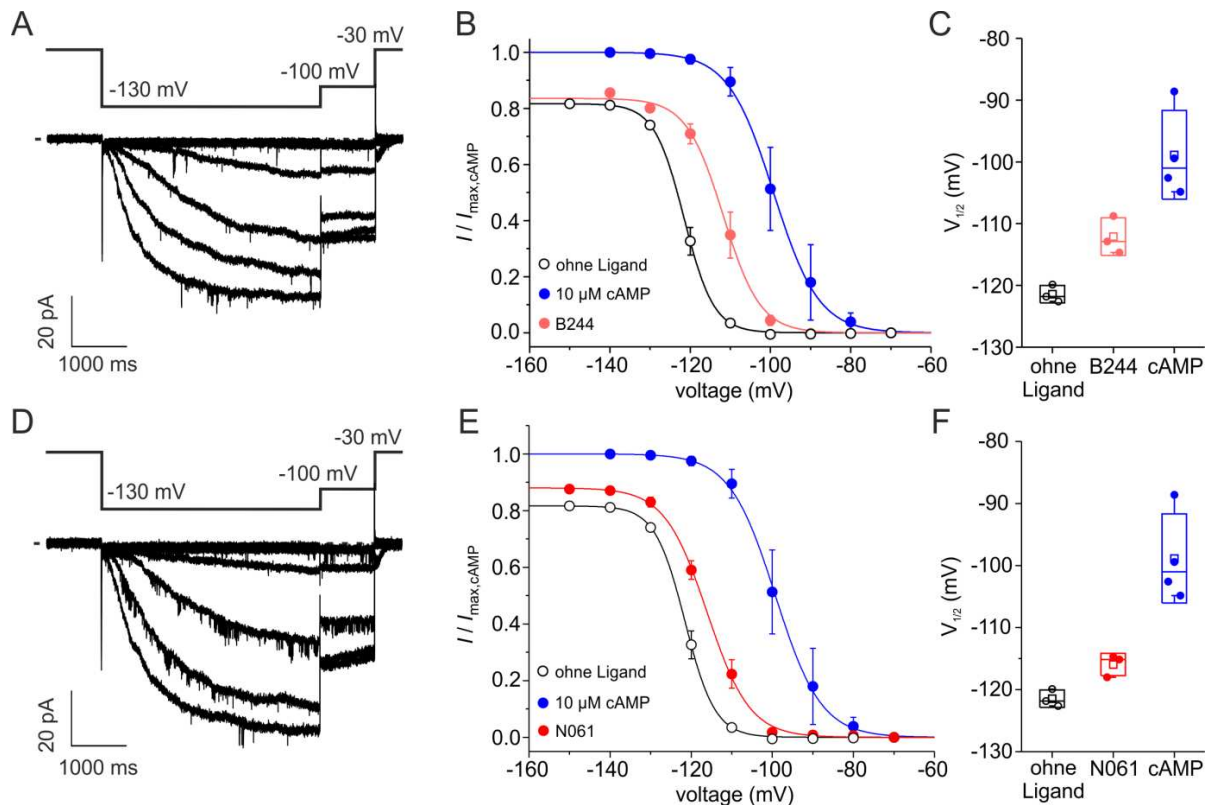 A
-30 mV
-100 mV
-130 mV
-
20 pA
1000 ms
B
I / Imax,cAMP
1.0
0.8
0.6
0.4
0.2
0.0
ohne Ligand
10 µM cAMP
B244
-160 -140 -120 -100 -80 -60
voltage (mV)
C
V1/2 (mV)
-80
-90
-100
-110
-120
-130
ohne B244 cAMP
Ligand
D
-30 mV
-100 mV
-130 mV
-
20 pA
1000 ms
E
I / Imax,cAMP
1.0
0.8
0.6
0.4
0.2
0.0
ohne Ligand
10 µM cAMP
N061
-160 -140 -120 -100 -80 -60
voltage (mV)
F
V1/2 (mV)
-80
-90
-100
-110
-120
-130
ohne N061 cAMP
Ligand